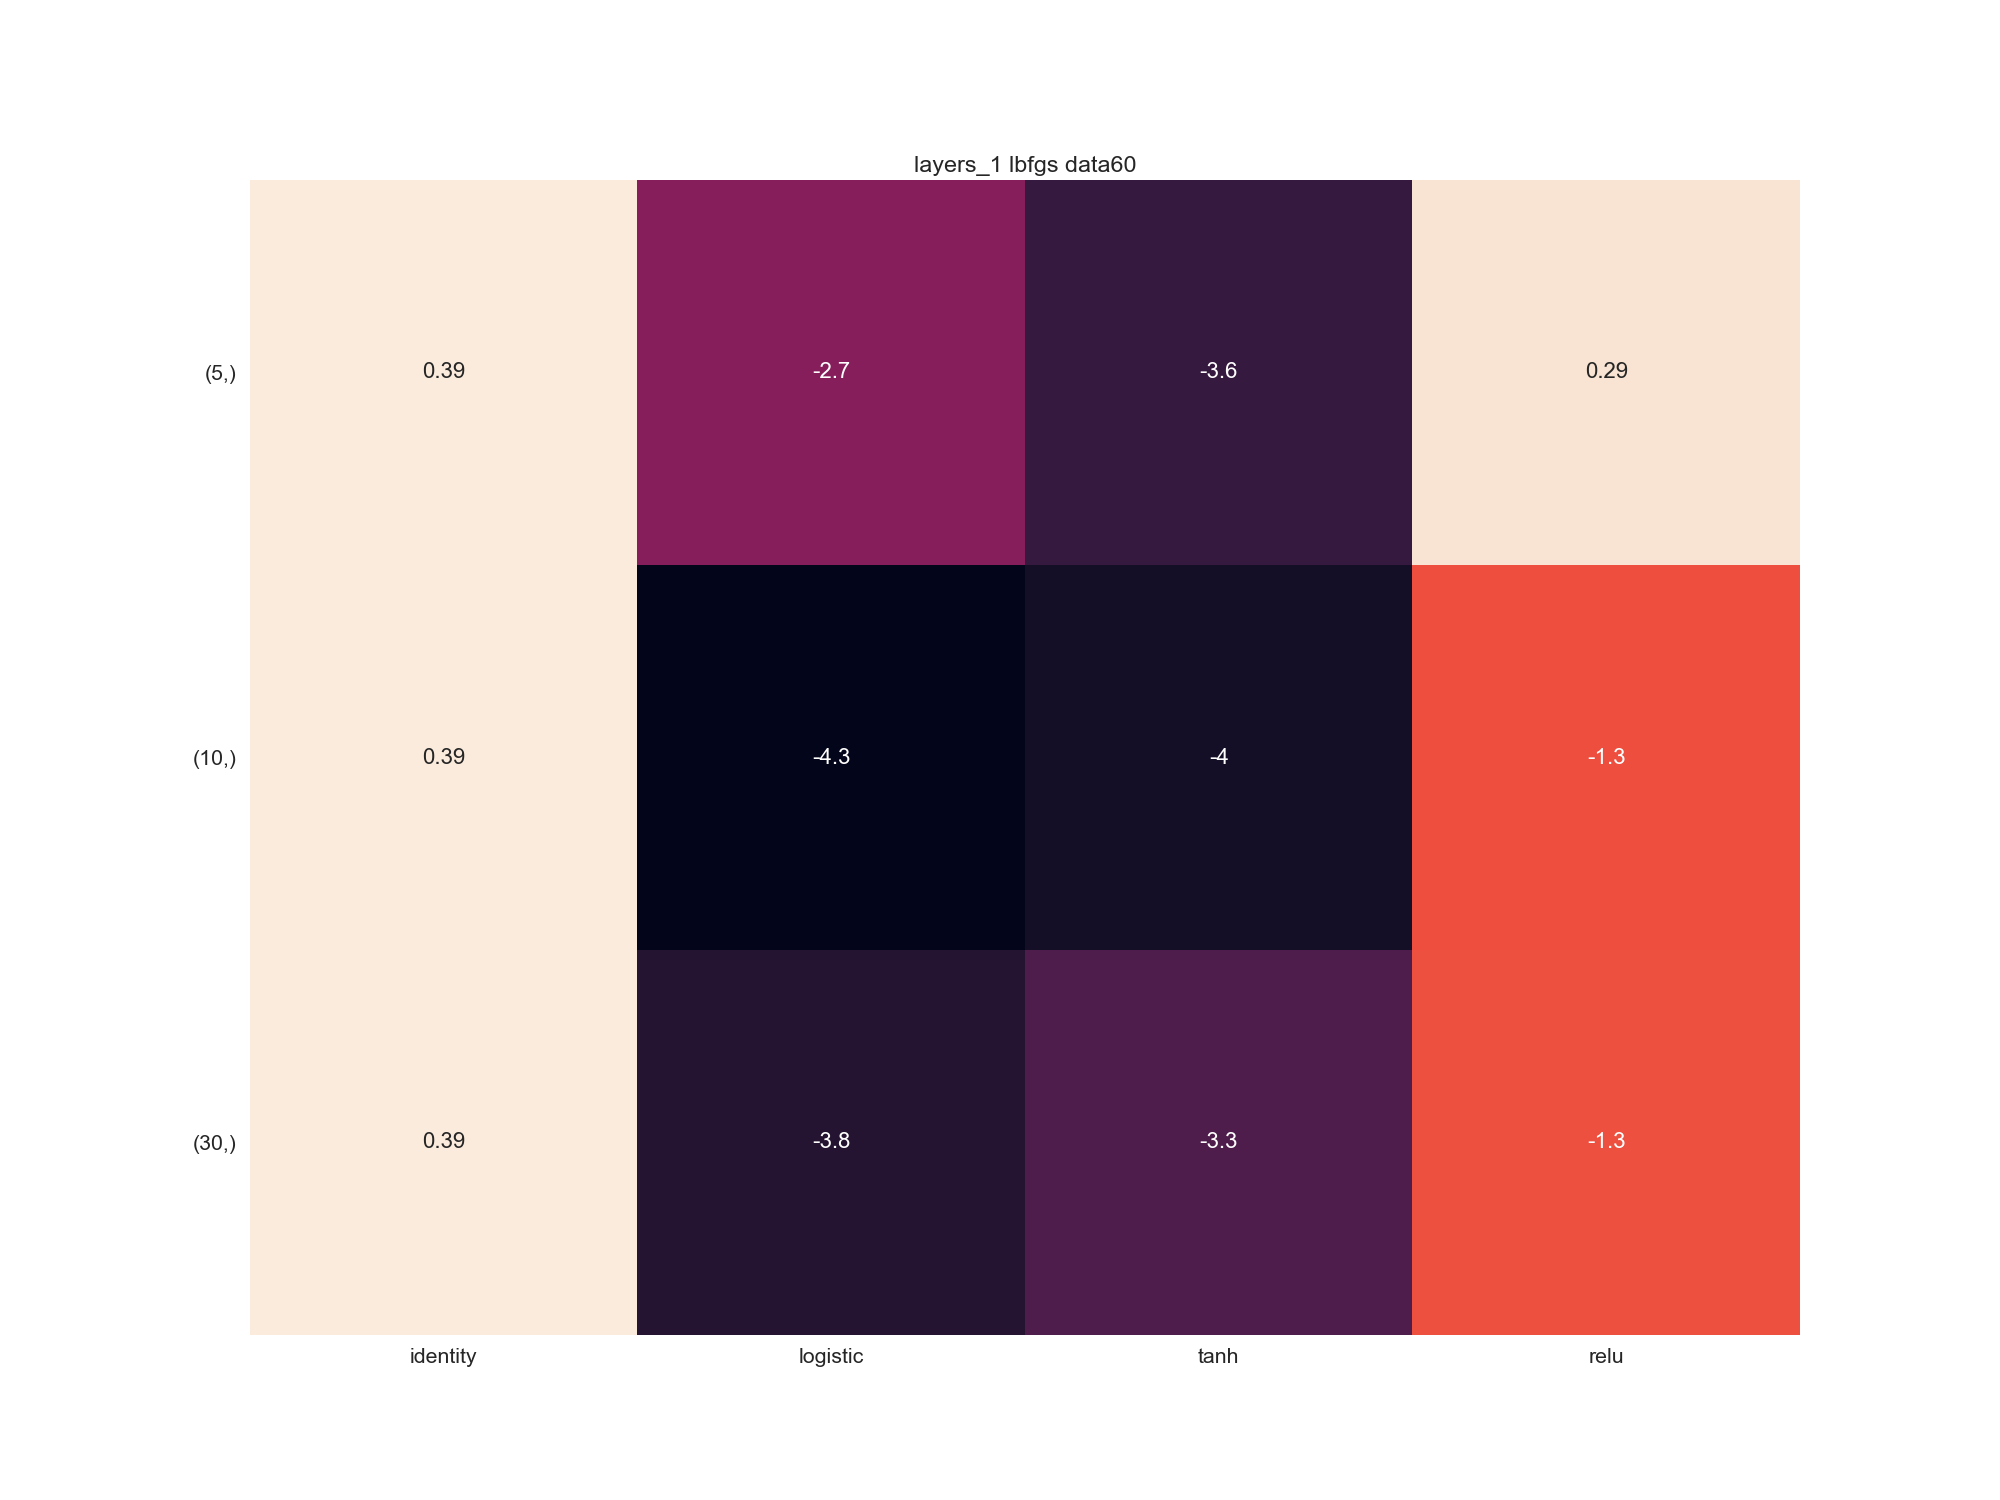 layers_1 lbfgs data60
(5,) 0.39 -2.7 -3.6 0.29
(10,) 0.39 -4.3 -4 -1.3
(30,) 0.39 -3.8 -3.3 -1.3
identity logistic tanh relu